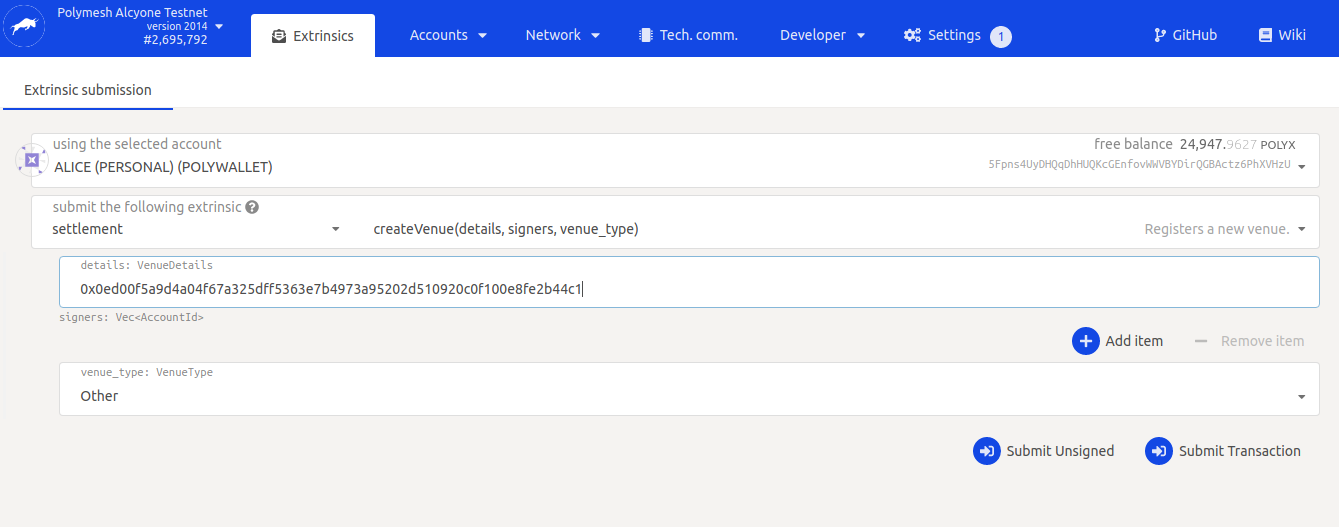 Polymesh Alcyone Testnet
version 2014
#2,695,792
Extrinsics
Accounts
Network
Tech. comm.
Developer
Settings
1
GitHub
Wiki
Extrinsic submission
using the selected account
free balance 24,947.9627 POLYX
ALICE (PERSONAL) (POLYWALLET)
5Fpns4UyDHQqDhHUQKcGEnfovWWVBYDirQGBActz6PhXVHzU
submit the following extrinsic
settlement
createVenue(details, signers, venue_type)
Registers a new venue.
details: VenueDetails
0x0ed00f5a9d4a04f67a325dff5363e7b4973a95202d510920c0f100e8fe2b44c1
signers: Vec<AccountId>
Add item
Remove item
venue_type: VenueType
Other
Submit Unsigned
Submit Transaction